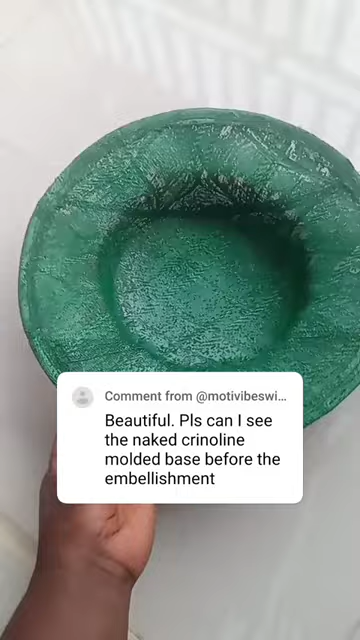 Comment from @motivibeswi...
Beautiful. Pls can I see
the naked crinoline
molded base before the
embellishment